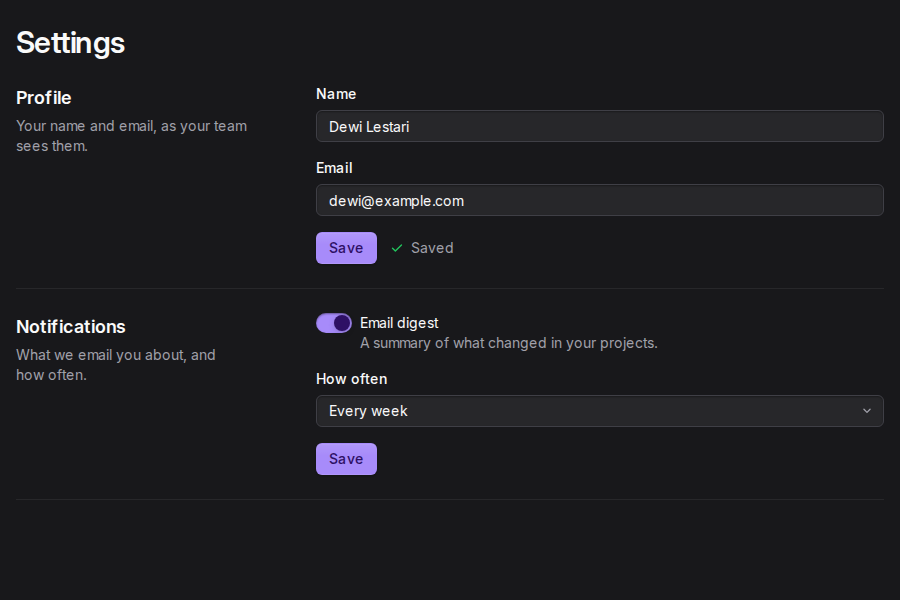 Settings
Profile
Your name and email, as your team
sees them.
Name
Dewi Lestari
Email
dewi@example.com
Save
Saved
Notifications
What we email you about, and
how often.
Email digest
A summary of what changed in your projects.
How often
Every week
Save